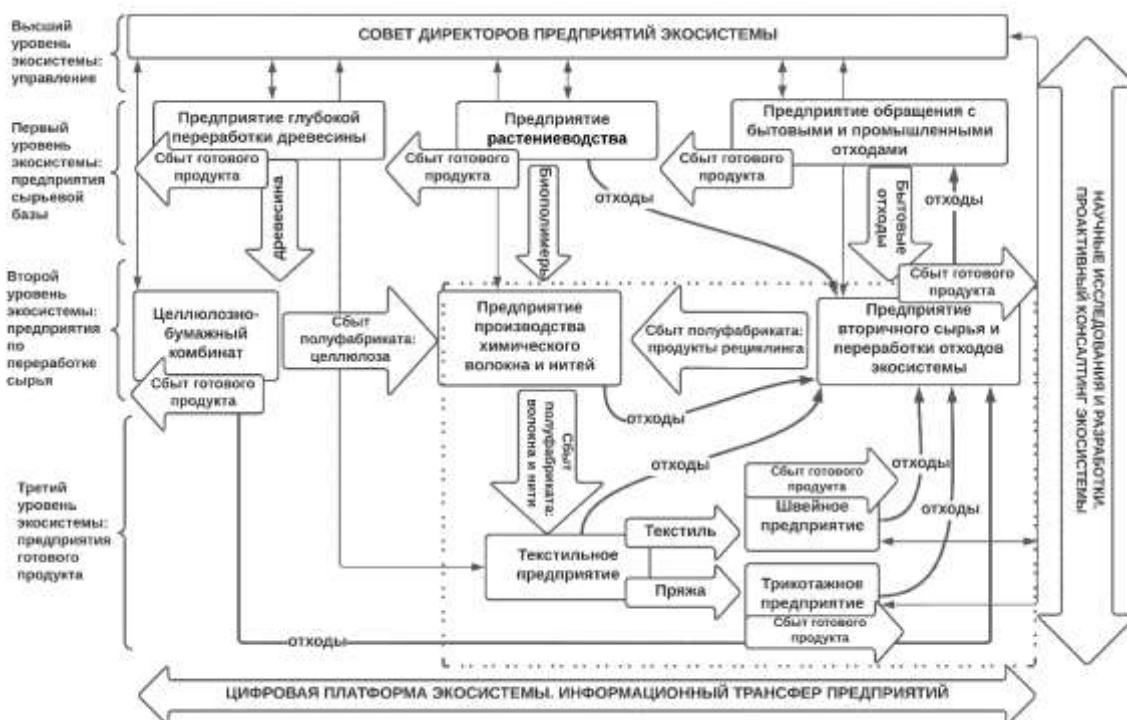 Высший
уровень
экосистемы:
управление
СОВЕТ ДИРЕКТОРОВ ПРЕДПРИЯТИЙ ЭКОСИСТЕМЫ
Первый
уровень
экосистемы:
предприятия
сырьевой
базы
Предприятие глубокой
переработки древесины
Сбыт готового
продукта
древесина
Предприятие
растениеводства
Сбыт готового
продукта
Биополимеры
отходы
Предприятие обращения с
бытовыми и промышленными
отходами
Сбыт готового
продукта
Бытовые
отходы
отходы
Второй
уровень
экосистемы:
предприятия
по
переработке
сырья
Целлюлозно-
бумажный
комбинат
Сбыт готового
продукта
Сбыт
полуфабриката:
целлюлоза
Предприятие
производства
химического
волокна и нитей
Сбыт полуфабриката:
продукты рециклинга
Сбыт готового
продукта
Предприятие
вторичного сырья и
переработки отходов
экосистемы
отходы
Сбыт
полуфабриката:
волокна и нити
Третий
уровень
экосистемы:
предприятия
готового
продукта
отходы
Текстильное
предприятие
Текстиль
Пряжа
Сбыт готового
продукта
Швейное
предприятие
отходы
отходы
Трикотажное
предприятие
Сбыт готового
продукта
отходы
НАУЧНЫЕ ИССЛЕДОВАНИЯ И РАЗРАБОТКИ.
ПРОАКТИВНЫЙ КОНСАЛТИНГ ЭКОСИСТЕМЫ
ЦИФРОВАЯ ПЛАТФОРМА ЭКОСИСТЕМЫ. ИНФОРМАЦИОННЫЙ ТРАНСФЕР ПРЕДПРИЯТИЙ